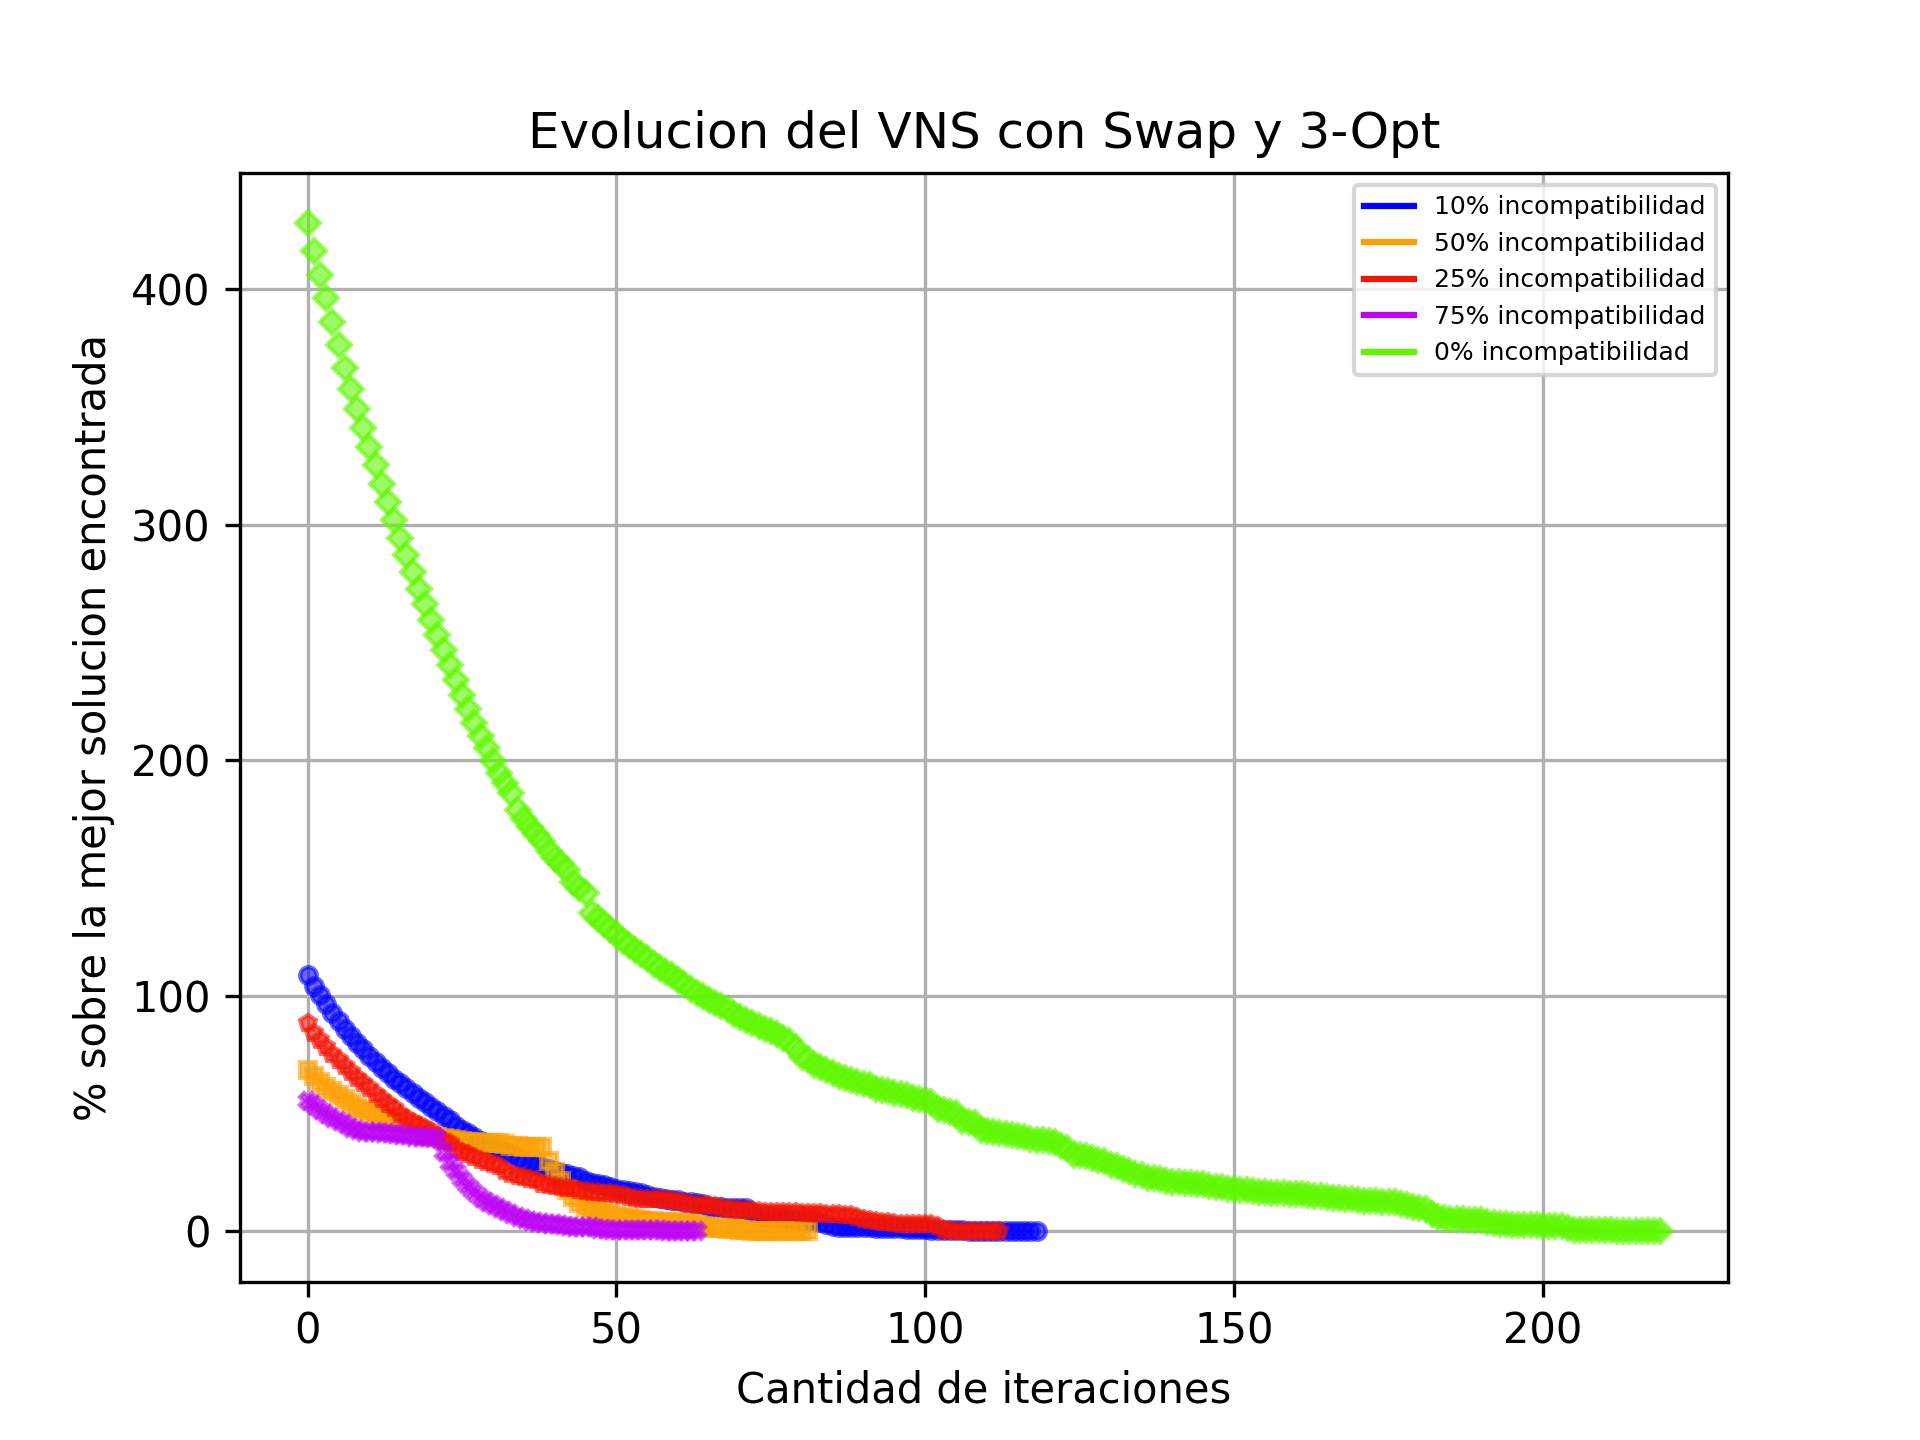 Evolucion del VNS con Swap y 3-Opt
10% incompatibilidad
50% incompatibilidad
25% incompatibilidad
75% incompatibilidad
0% incompatibilidad
% sobre la mejor solucion encontrada
400
300
200
100
0
0 50 100 150 200
Cantidad de iteraciones